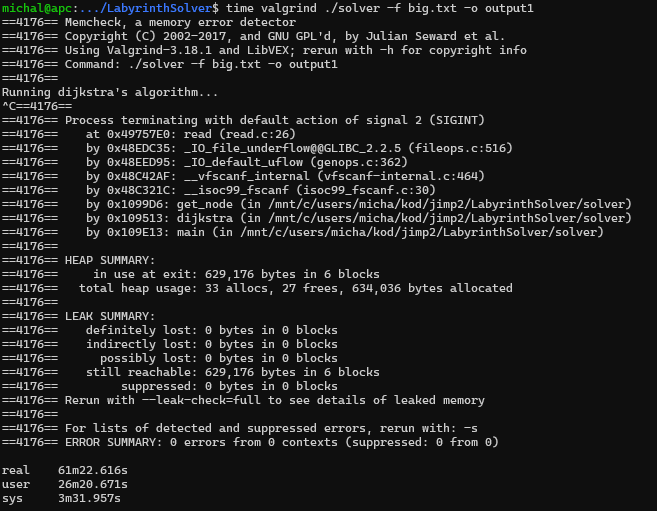 michal@apc:.../LabyrinthSolver$ time valgrind ./solver -f big.txt -o output1
==4176== Memcheck, a memory error detector
==4176== Copyright (C) 2002-2017, and GNU GPL'd, by Julian Seward et al.
==4176== Using Valgrind-3.18.1 and LibVEX; rerun with -h for copyright info
==4176== Command: ./solver -f big.txt -o output1
==4176==
Running dijkstra's algorithm...
^C==4176==
==4176== Process terminating with default action of signal 2 (SIGINT)
==4176==    at 0x49757E0: read (read.c:26)
==4176==    by 0x48EDC35: _IO_file_underflow@@GLIBC_2.2.5 (fileops.c:516)
==4176==    by 0x48EED95: _IO_default_uflow (genops.c:362)
==4176==    by 0x48C42AF: __vfscanf_internal (vfscanf-internal.c:464)
==4176==    by 0x48C321C: __isoc99_fscanf (isoc99_fscanf.c:30)
==4176==    by 0x1099D6: get_node (in /mnt/c/users/micha/kod/jimp2/LabyrinthSolver/solver)
==4176==    by 0x109513: dijkstra (in /mnt/c/users/micha/kod/jimp2/LabyrinthSolver/solver)
==4176==    by 0x109E13: main (in /mnt/c/users/micha/kod/jimp2/LabyrinthSolver/solver)
==4176==
==4176== HEAP SUMMARY:
==4176==     in use at exit: 629,176 bytes in 6 blocks
==4176==   total heap usage: 33 allocs, 27 frees, 634,036 bytes allocated
==4176==
==4176== LEAK SUMMARY:
==4176==    definitely lost: 0 bytes in 0 blocks
==4176==    indirectly lost: 0 bytes in 0 blocks
==4176==      possibly lost: 0 bytes in 0 blocks
==4176==    still reachable: 629,176 bytes in 6 blocks
==4176==         suppressed: 0 bytes in 0 blocks
==4176== Rerun with --leak-check=full to see details of leaked memory
==4176==
==4176== For lists of detected and suppressed errors, rerun with: -s
==4176== ERROR SUMMARY: 0 errors from 0 contexts (suppressed: 0 from 0)
real    61m22.616s
user    26m20.671s
sys     3m31.957s